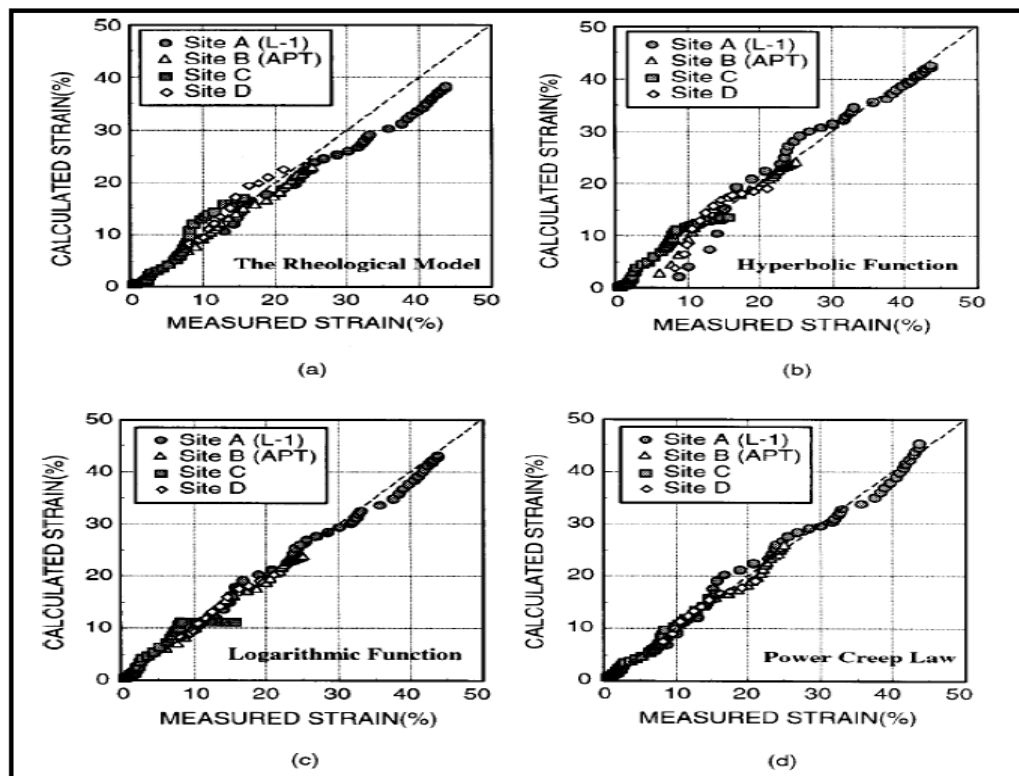 50
40
30
20
10
0
CALCULATED STRAIN(%)
Site A (L-1)
Site B (APT)
Site C
Site D
The Rheological Model
0 10 20 30 40 50
MEASURED STRAIN(%)
(a)
50
40
30
20
10
0
CALCULATED STRAIN(%)
Site A (L-1)
Site B (APT)
Site C
Site D
Hyperbolic Function
0 10 20 30 40 50
MEASURED STRAIN(%)
(b)
50
40
30
20
10
0
CALCULATED STRAIN(%)
Site A (L-1)
Site B (APT)
Site C
Site D
Logarithmic Function
0 10 20 30 40 50
MEASURED STRAIN(%)
(c)
50
40
30
20
10
0
CALCULATED STRAIN(%)
Site A (L-1)
Site B (APT)
Site C
Site D
Power Creep Law
0 10 20 30 40 50
MEASURED STRAIN(%)
(d)